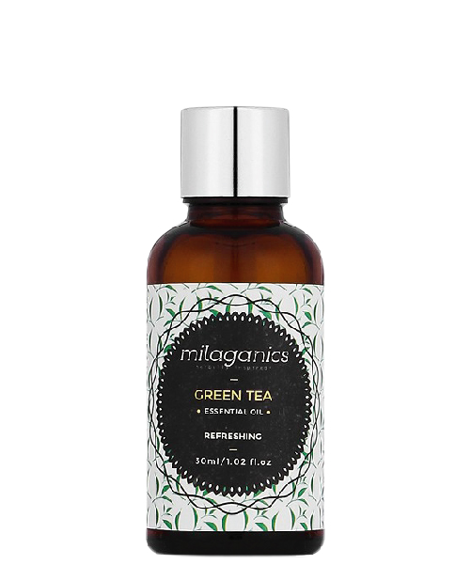 milaganics
GREEN TEA
• ESSENTIAL OIL •
REFRESHING
30ml/1.02 fl.oz